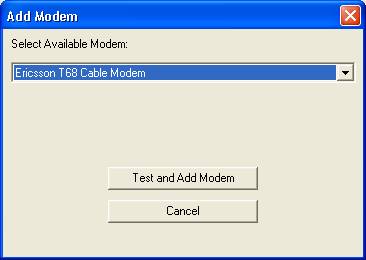 Add Modem
Select Available Modem:
Ericsson T68 Cable Modem
Test and Add Modem
Cancel